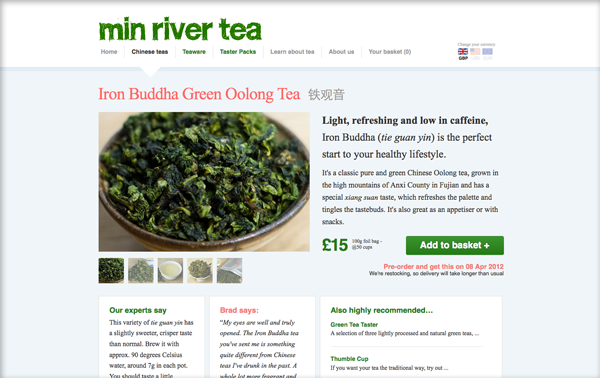 min river tea
Change your currency
Home
Chinese teas
Teaware
Taster Packs
Learn about tea
About us
Your basket (0)
GBP
USD
EUR
Iron Buddha Green Oolong Tea 铁观音
Light, refreshing and low in caffeine,
Iron Buddha (tie guan yin) is the perfect
start to your healthy lifestyle.
It's a classic pure and green Chinese Oolong tea, grown in
the high mountains of Anxi County in Fujian and has a
special xiang suan taste, which refreshes the palette and
tingles the tastebuds. It's also great as an appetiser or with
snacks.
£15
100g foil bag -
@50 cups
Add to basket +
Pre-order and get this on 08 Apr 2012
We're restocking, so delivery will take longer than usual
Our experts say
This variety of tie guan yin has
a slightly sweeter, crisper taste
than normal. Brew it with
approx. 90 degrees Celsius
water, around 7g in each pot.
You should taste a little
Brad says:
"My eyes are well and truly
opened. The Iron Buddha tea
you've sent me is something
quite different from Chinese
teas I've drunk in the past. A
whole lot more fragrant and
Also highly recommended...
Green Tea Taster
A selection of three lightly processed and natural green teas, ...
Thumble Cup
If you want your tea the traditional way, try out ...